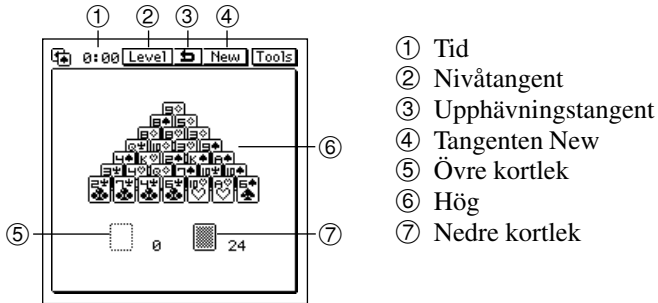 ① ② ③ ④
0:00 Level New Tools
⑥
⑤ 0 24 ⑦
① Tid
② Nivåtangent
③ Upphävningstangent
④ Tangenten New
⑤ Övre kortlek
⑥ Hög
⑦ Nedre kortlek